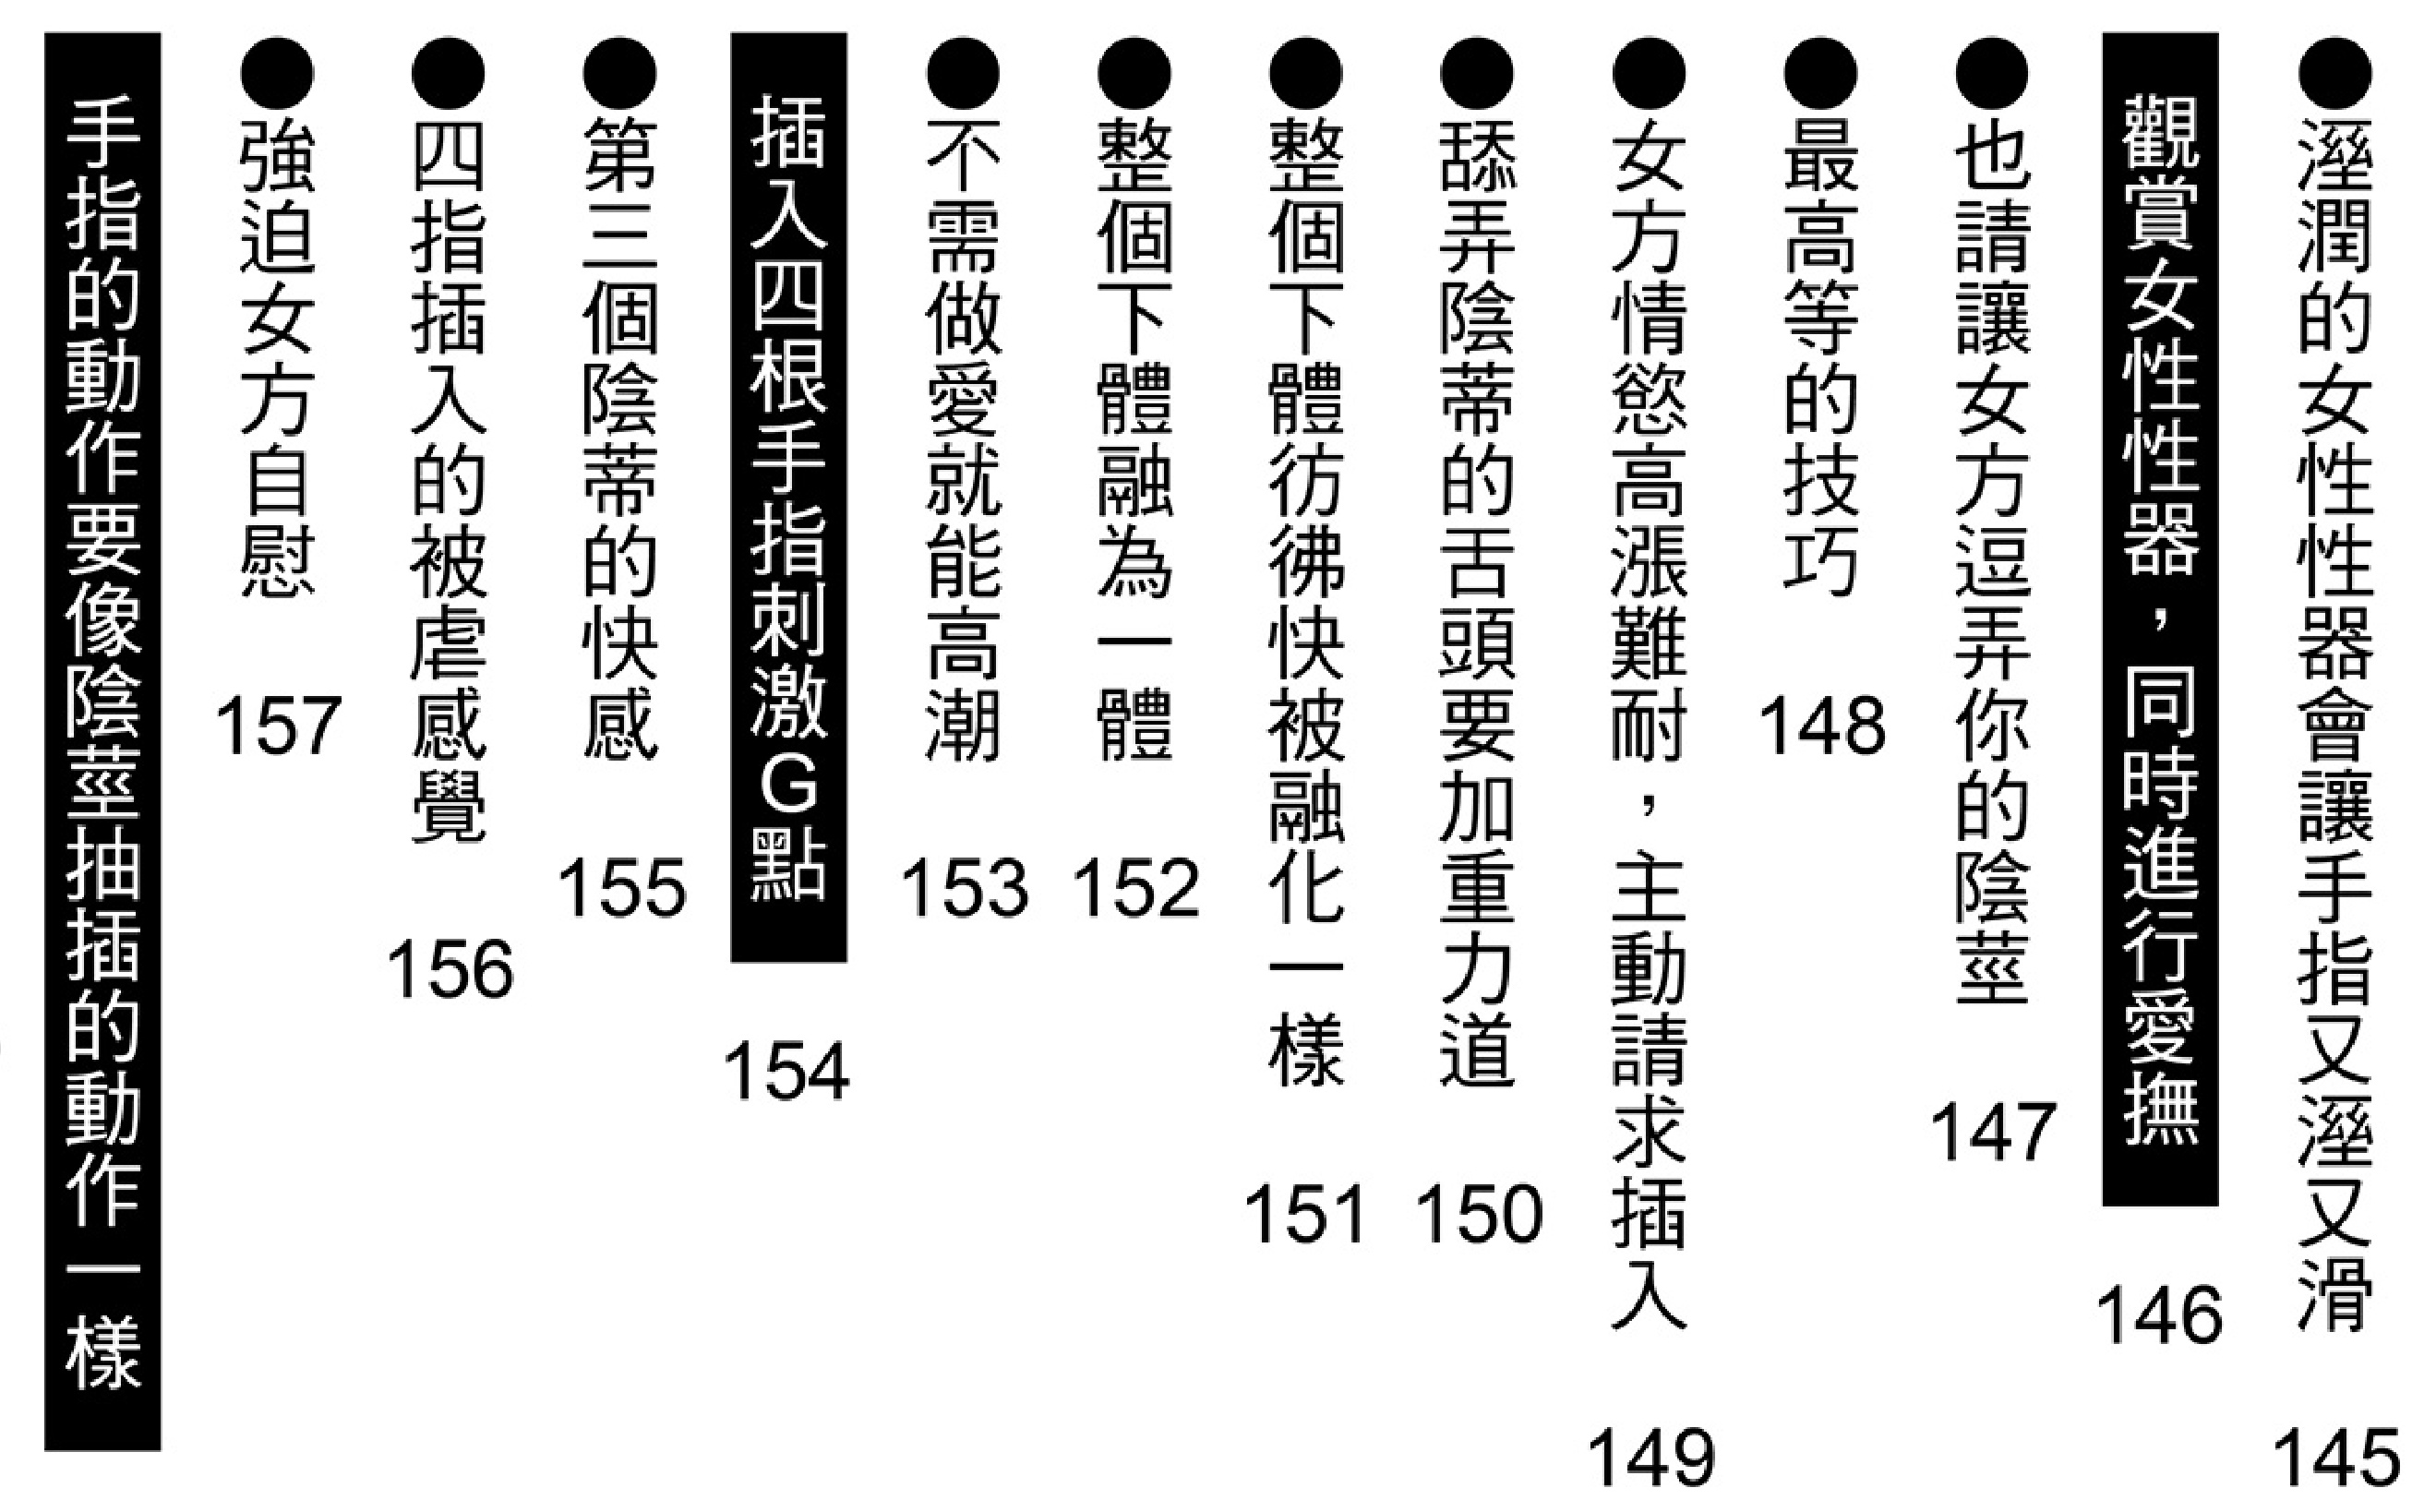 ●溼潤的女性性器會讓手指又溼又滑 145
觀賞女性性器，同時進行愛撫 146
●也請讓女方逗弄你的陰莖 147
●最高等的技巧 148
●女方情慾高漲難耐，主動請求插入 149
●舔弄陰蒂的舌頭要加重力道 150
●整個下體彷彿快被融化一樣 151
●整個下體融為一體 152
●不需做愛就能高潮 153
插入四根手指刺激G點 154
●第三個陰蒂的快感 155
●四指插入的被虐感覺 156
●強迫女方自慰 157
手指的動作要像陰莖抽插的動作一樣